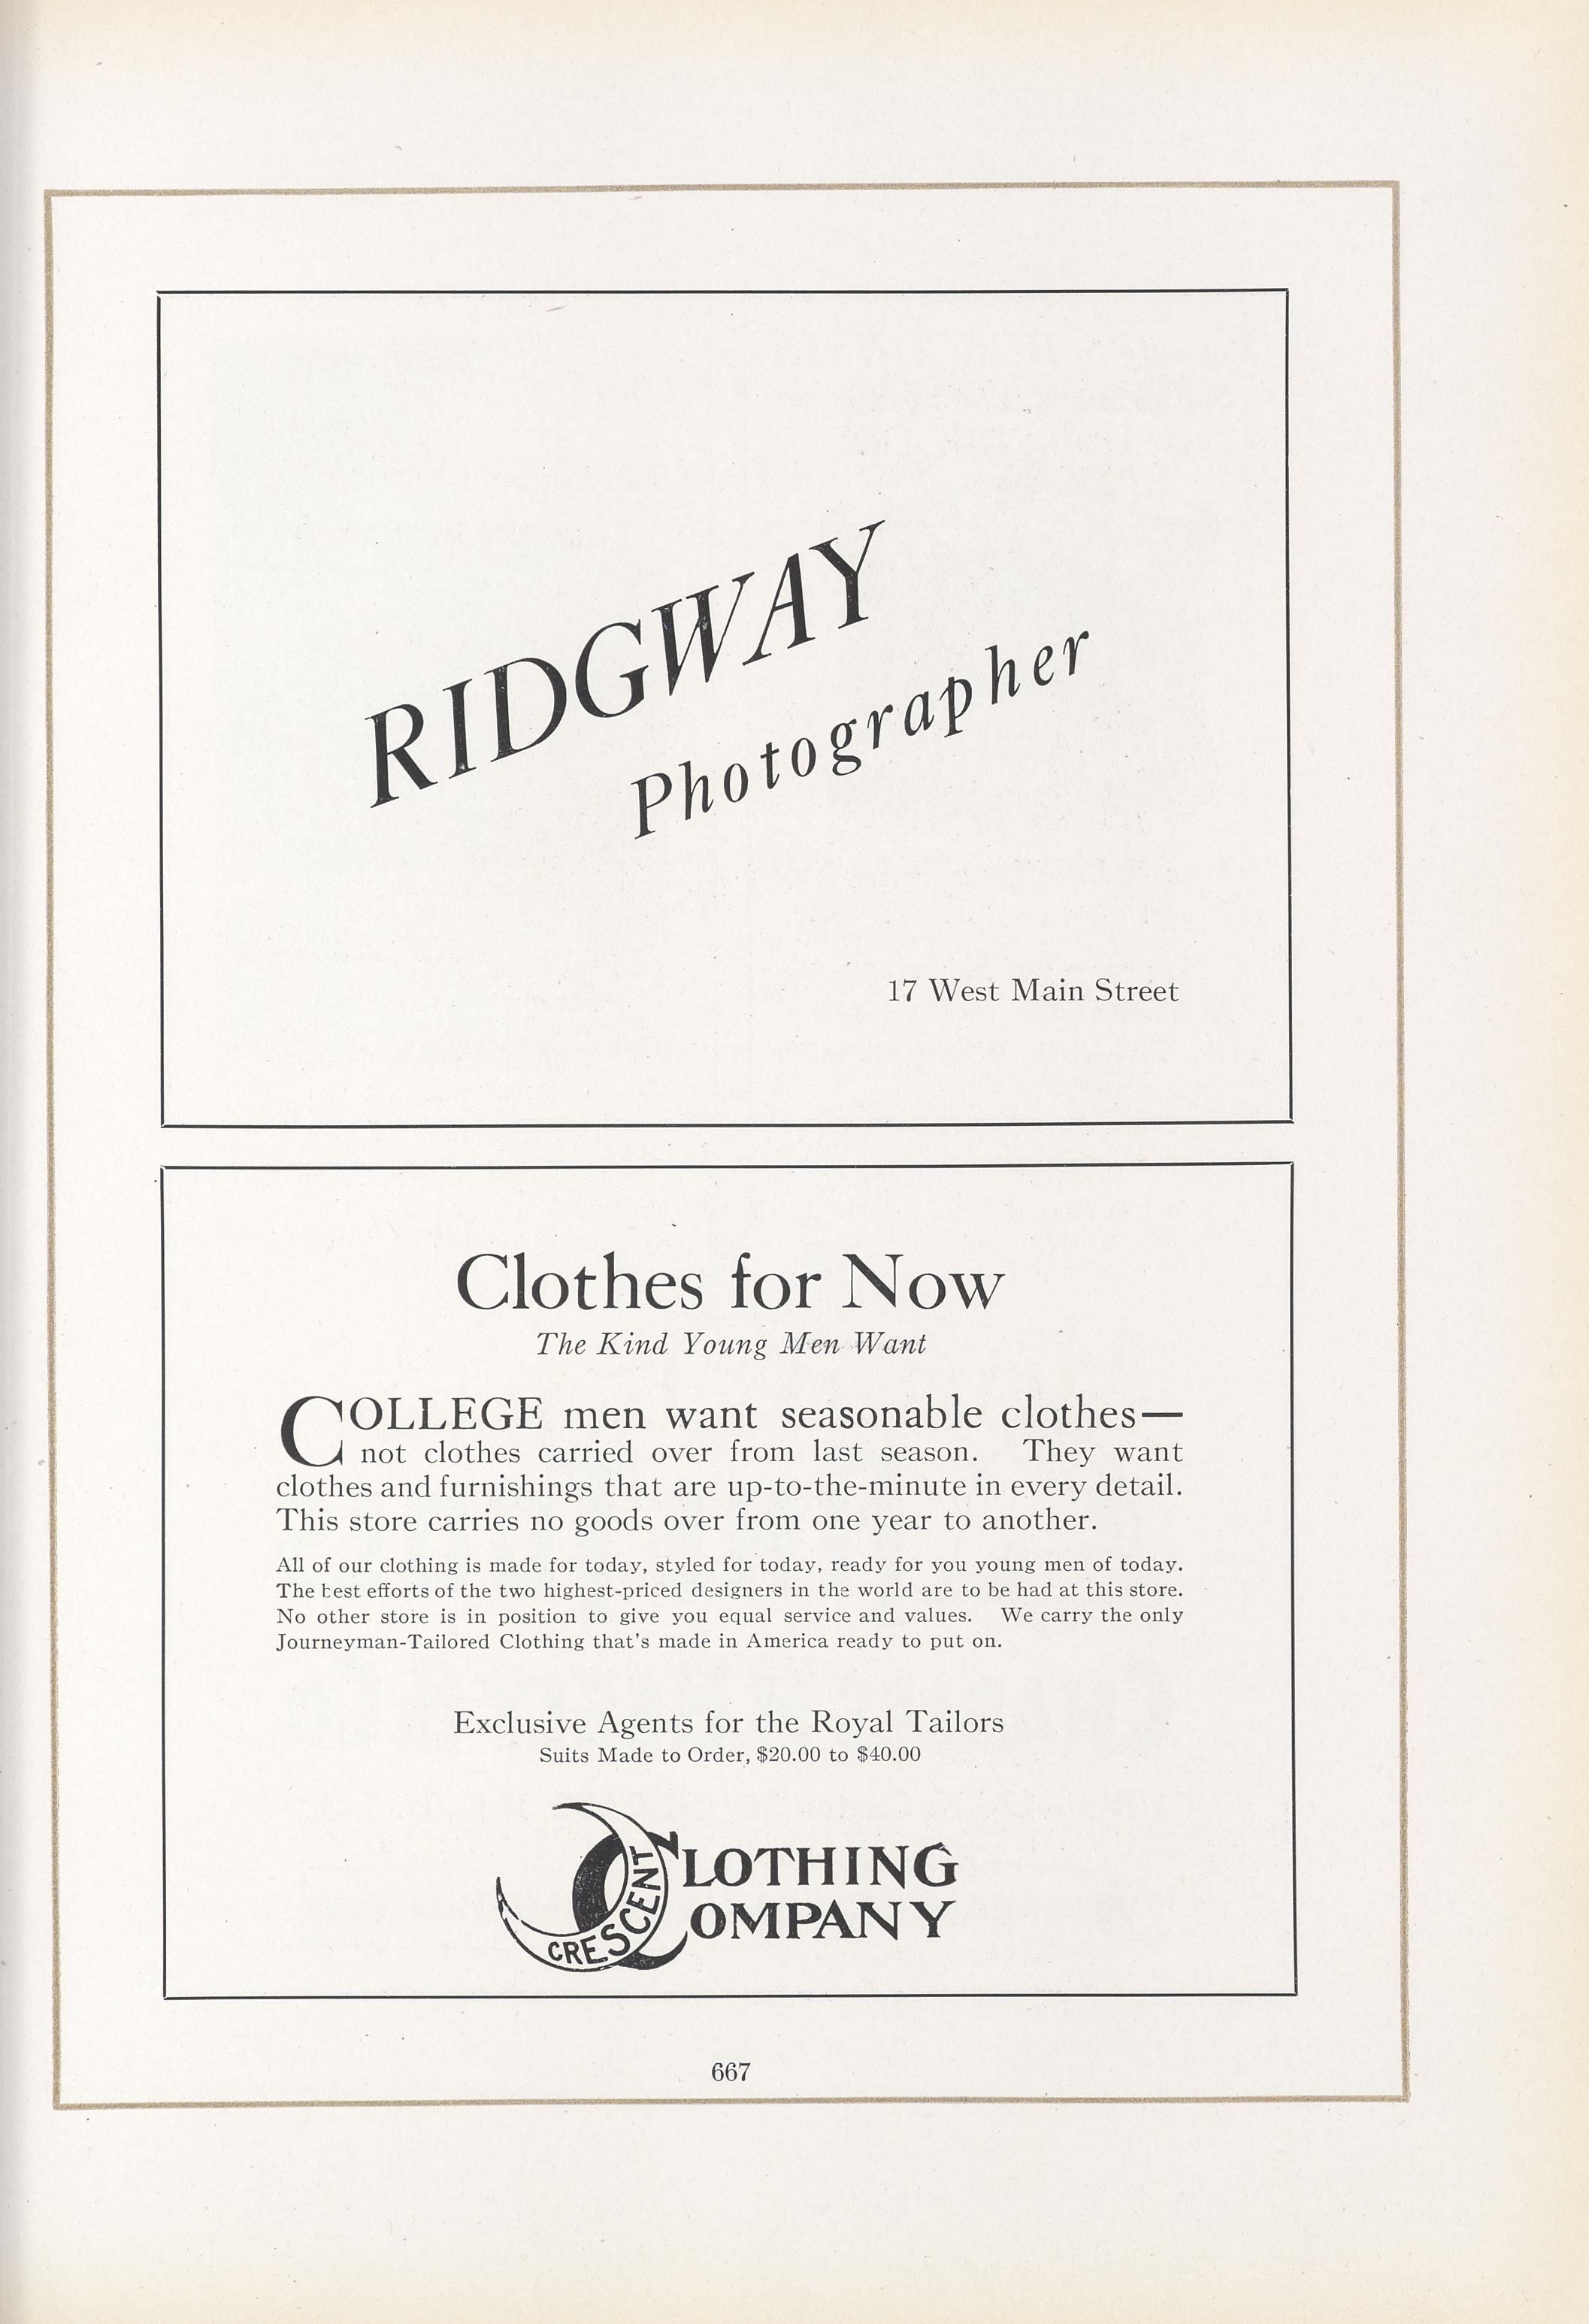 RIDGWAY
Photographer
17 West Main Street
Clothes for Now
The Kind Young Men Want
COLLEGE men want seasonable clothes—
not clothes carried over from last season. They want
clothes and furnishings that are up-to-the-minute in every detail.
This store carries no goods over from one year to another.
All of our clothing is made for today, styled for today, ready for you young men of today.
The best efforts of the two highest-priced designers in the world are to be had at this store.
No other store is in position to give you equal service and values. We carry the only
Journeyman-Tailored Clothing that's made in America ready to put on.
Exclusive Agents for the Royal Tailors
Suits Made to Order, $20.00 to $40.00
CRESCENT
CLOTHING
COMPANY
667